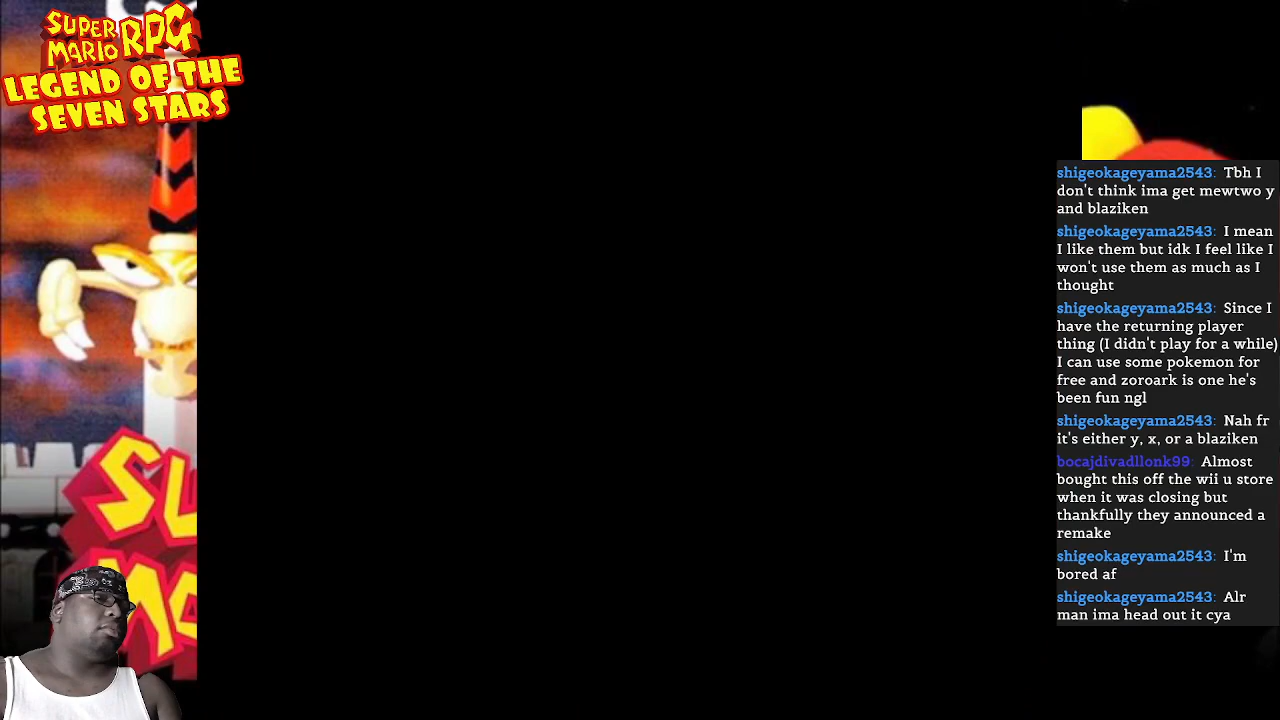 SUPER
MARIO RPG
LEGEND OF THE
SEVEN STARS
shigeokageyama2543: Tbh I
don't think ima get mewtwo y
and blaziken
shigeokageyama2543: I mean
I like them but idk I feel like I
won't use them as much as I
thought
shigeokageyama2543: Since I
have the returning player
thing (I didn't play for a while)
I can use some pokemon for
free and zoroark is one he's
been fun ngl
shigeokageyama2543: Nah fr
it's either y, x, or a blaziken
bocajdivadllonk99: Almost
bought this off the wii u store
when it was closing but
thankfully they announced a
remake
shigeokageyama2543: I'm
bored af
shigeokageyama2543: Alr
man ima head out it cya
SU